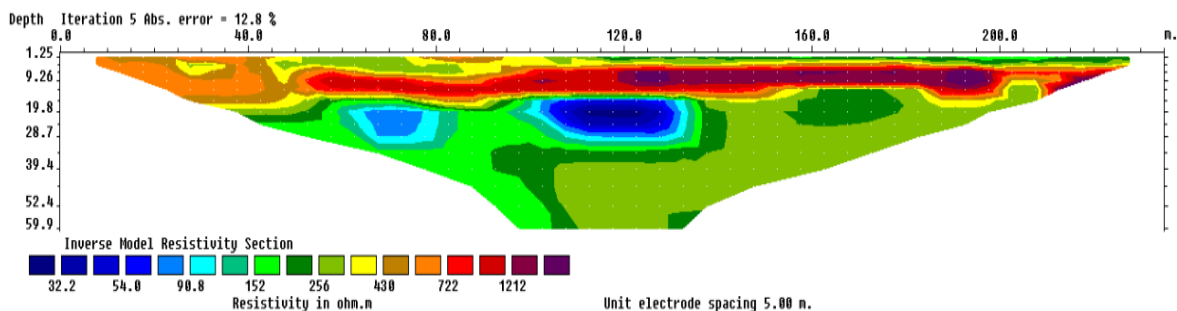 Depth Iteration 5 Abs. error = 12.8 %
0.0 40.0 80.0 120.0 160.0 200.0 m.
1.25
9.26
19.8
28.7
39.4
52.4
59.9
Inverse Model Resistivity Section
32.2 54.0 90.8 152 256 430 722 1212
Resistivity in ohm.m Unit electrode spacing 5.00 m.